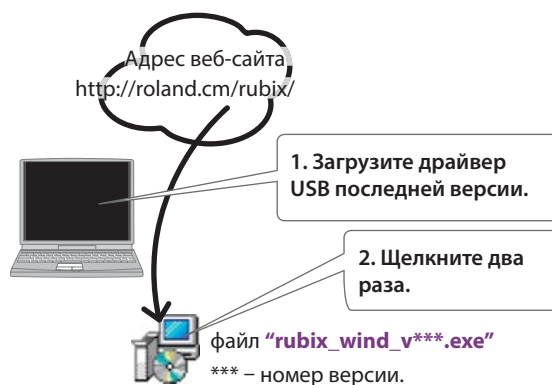 Адрес веб-сайта
http://roland.cm/rubix/
1. Загрузите драйвер
USB последней версии.
2. Щелкните два
раза.
файл “rubix_wind_v***.exe”
*** – номер версии.